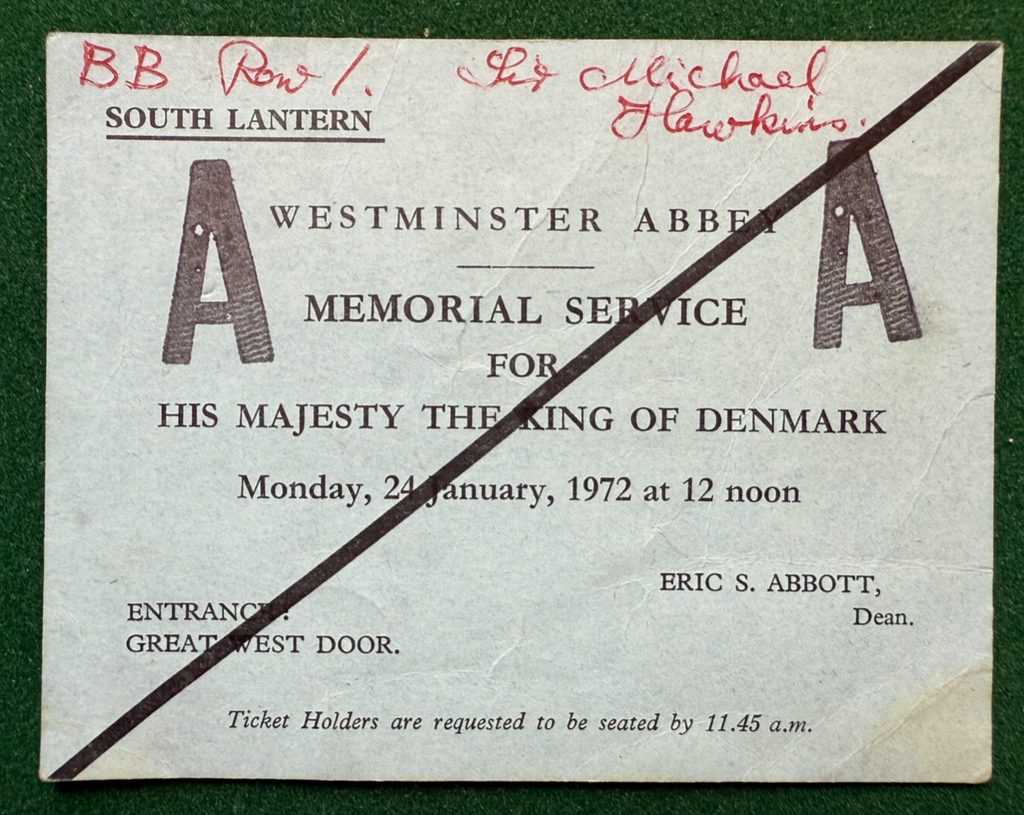 BB Row 1.
Sir Michael
Hawkins.
SOUTH LANTERN
A
A
WESTMINSTER ABBEY
MEMORIAL SERVICE
FOR
HIS MAJESTY THE KING OF DENMARK
Monday, 24 January, 1972 at 12 noon
ERIC S. ABBOTT,
Dean.
ENTRANCE:
GREAT WEST DOOR.
Ticket Holders are requested to be seated by 11.45 a.m.